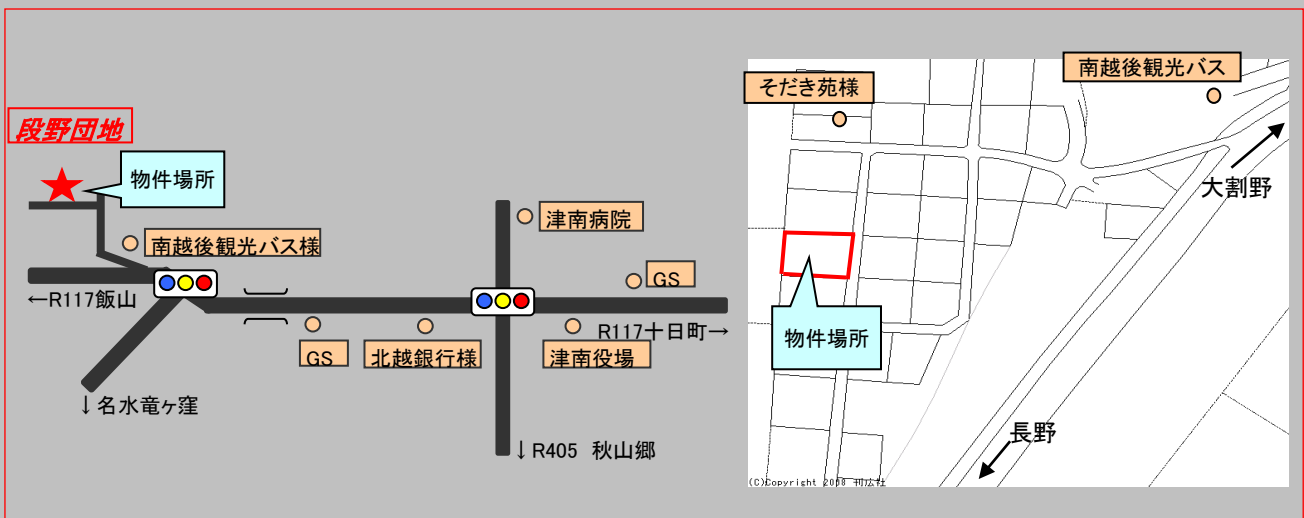 段野団地
物件場所
南越後観光バス様
←R117飯山
↓名水竜ヶ窪
津南病院
GS
R117十日町→
GS
北越銀行様
津南役場
↓R405 秋山郷
そだき苑様
南越後観光バス
大割野
物件場所
長野
(C)Copyright 2008 刊広社